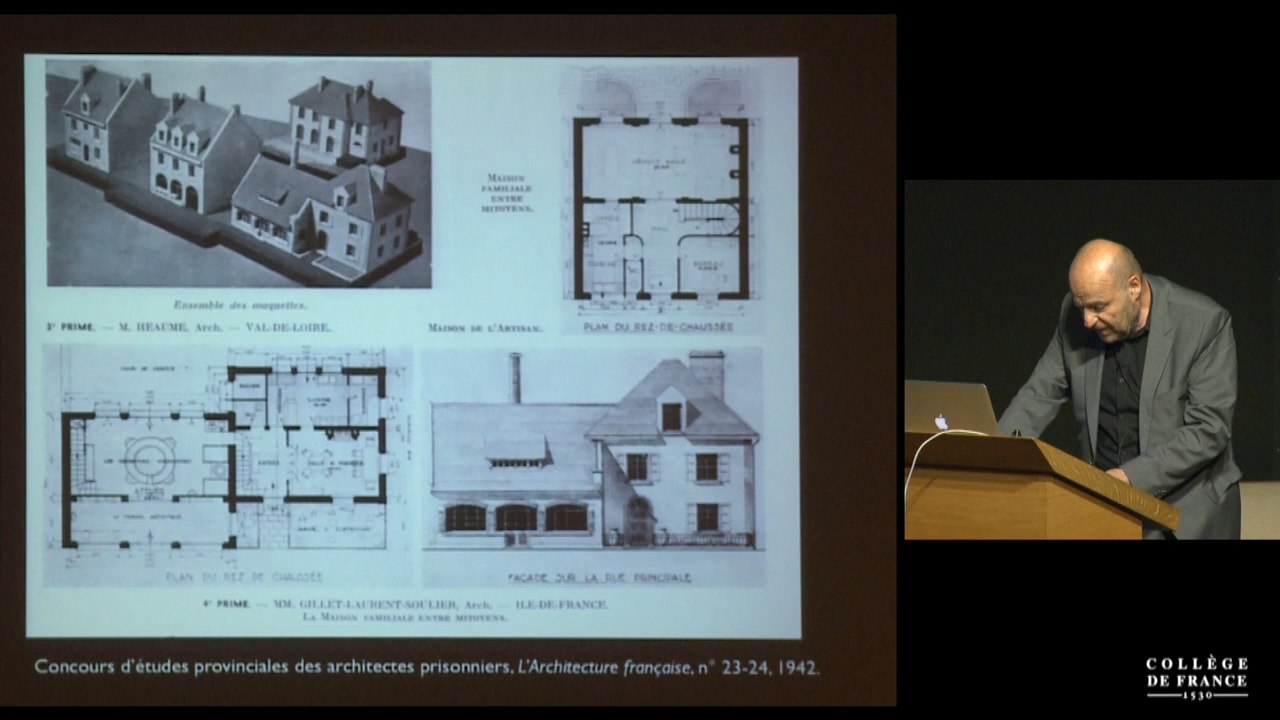 MAISON
FAMILIALE
ENTRE
MITOYENS.
Ensemble des maquettes.
3e PRIME. — M. HEAUME, Arch. — VAL-DE-LOIRE.
MAISON DE L'ARTISAN.
PLAN DU REZ-DE-CHAUSSÉE
PLAN DU REZ DE CHAUSSÉE
FAÇADE SUR LA RUE PRINCIPALE
4e PRIME. — MM. GILLET-LAURENT-SOULIER, Arch. — ILE-DE-FRANCE.
LA MAISON FAMILIALE ENTRE MITOYENS.
Concours d'études provinciales des architectes prisonniers, L'Architecture française, n° 23-24, 1942.
COLLÈGE
DE FRANCE
1530